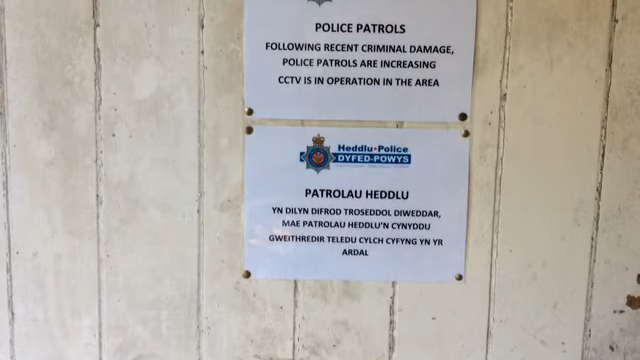 POLICE PATROLS
FOLLOWING RECENT CRIMINAL DAMAGE,
POLICE PATROLS ARE INCREASING
CCTV IS IN OPERATION IN THE AREA
Heddlu•Police
DYFED-POWYS
PATROLAU HEDDLU
YN DILYN DIFROD TROSEDDOL DIWEDDAR,
MAE PATROLAU HEDDLU'N CYNYDDU
GWEITHREDIR TELEDU CYLCH CYFYNG YN YR
ARDAL